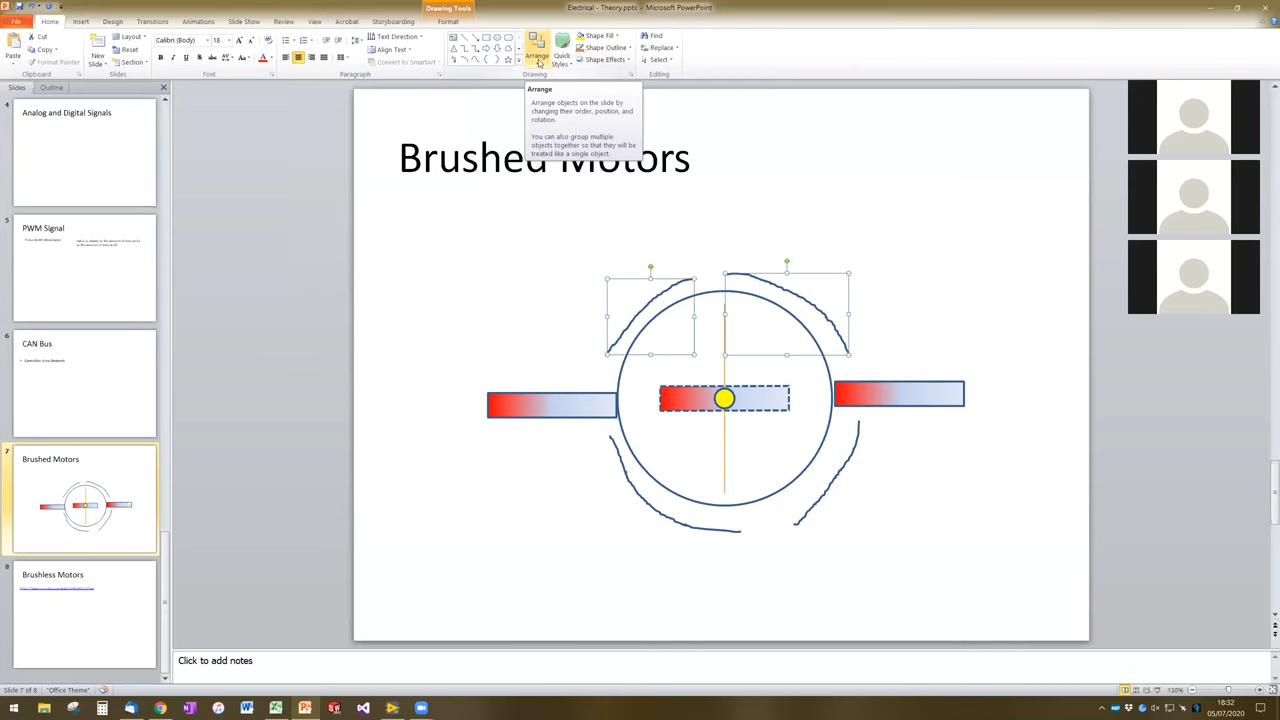 Drawing Tools
Electrical - Theory.pptx - Microsoft PowerPoint
File Home Insert Design Transitions Animations Slide Show Review View Acrobat Storyboarding Format
Paste
Cut
Copy
Format Painter
Clipboard
New Slide
Layout
Reset
Section
Slides
Calibri (Body) 18
Font
Text Direction
Align Text
Convert to SmartArt
Paragraph
Arrange
Quick Styles
Shape Fill
Shape Outline
Shape Effects
Drawing
Find
Replace
Select
Editing
Slides Outline
Arrange
Arrange objects on the slide by
changing their order, position, and
rotation.
You can also group multiple
objects together so that they will be
treated like a single object.
4
Analog and Digital Signals
5
PWM Signal
6
CAN Bus
Controller Area Network
7
Brushed Motors
8
Brushless Motors
Brushed Motors
Click to add notes
Slide 7 of 8 "Office Theme"
130%
18:32
05/07/2020